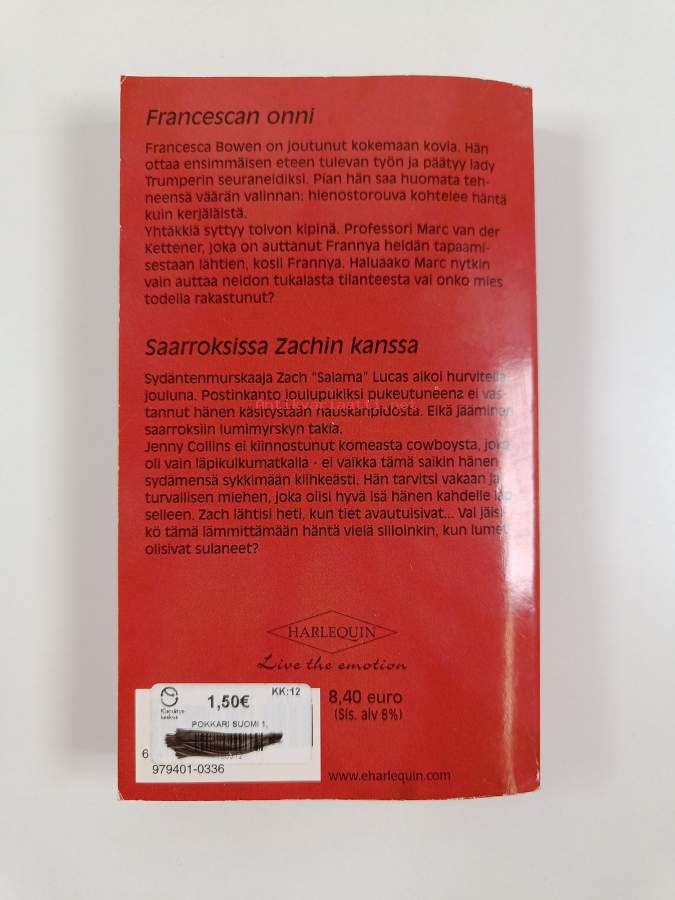 Francescan onni
Francesca Bowen on joutunut kokemaan kovia. Hän
ottaa ensimmäisen eteen tulevan työn ja päätyy lady
Trumperin seuraneidiksi. Pian hän saa huomata teh-
neensä väärän valinnan: hienostorouva kohtelee häntä
kuin kerjäläistä.
Yhtäkkiä syttyy toivon kipinä. Professori Marc van der
Kettener, joka on auttanut Frannya heidän tapaami-
sestaan lähtien, kosii Frannya. Haluaako Marc nytkin
vain auttaa neidon tukalasta tilanteesta vai onko mies
todella rakastunut?
Saarroksissa Zachin kanssa
Sydäntenmurskaaja Zach "Salama" Lucas aikoi hurvitella
jouluna. Postinkanto joulupukiksi pukeutuneena ei vas-
tannut hänen käsitystään hauskanpidosta. Eikä jääminen
saarroksiin lumimyrskyn takia.
Jenny Collins ei kiinnostunut komeasta cowboysta, joka
oli vain läpikulkumatkalla - ei vaikka tämä saikin hänen
sydämensä sykkimään kiihkeästi. Hän tarvitsi vakaan ja
turvallisen miehen, joka olisi hyvä isä hänen kahdelle lap
selleen. Zach lähtisi heti, kun tiet avautuisivat... Vai jäisi-
kö tämä lämmittämään häntä vielä silloinkin, kun lumet
olisivat sulaneet?
HARLEQUIN
Live the emotion
Kierrätys
keskus
1,50€
KK:12
POKKARI SUOMI 1,
6
979401-0336
8,40 euro
(Sis. alv 8%)
www.eharlequin.com